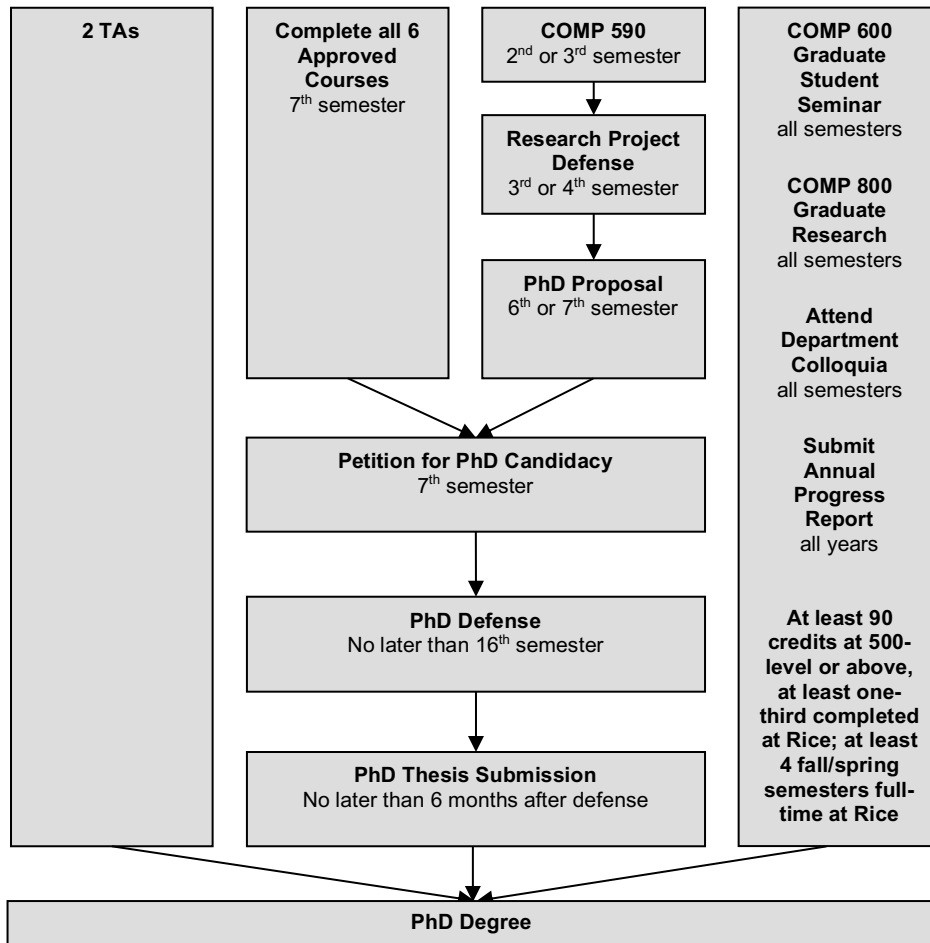 2 TAs
Complete all 6
Approved
Courses
7th semester
COMP 590
2nd or 3rd semester
Research Project
Defense
3rd or 4th semester
PhD Proposal
6th or 7th semester
COMP 600
Graduate
Student
Seminar
all semesters
COMP 800
Graduate
Research
all semesters
Attend
Department
Colloquia
all semesters
Submit
Annual
Progress
Report
all years
At least 90
credits at 500-
level or above,
at least one-
third completed
at Rice; at least
4 fall/spring
semesters full-
time at Rice
Petition for PhD Candidacy
7th semester
PhD Defense
No later than 16th semester
PhD Thesis Submission
No later than 6 months after defense
PhD Degree